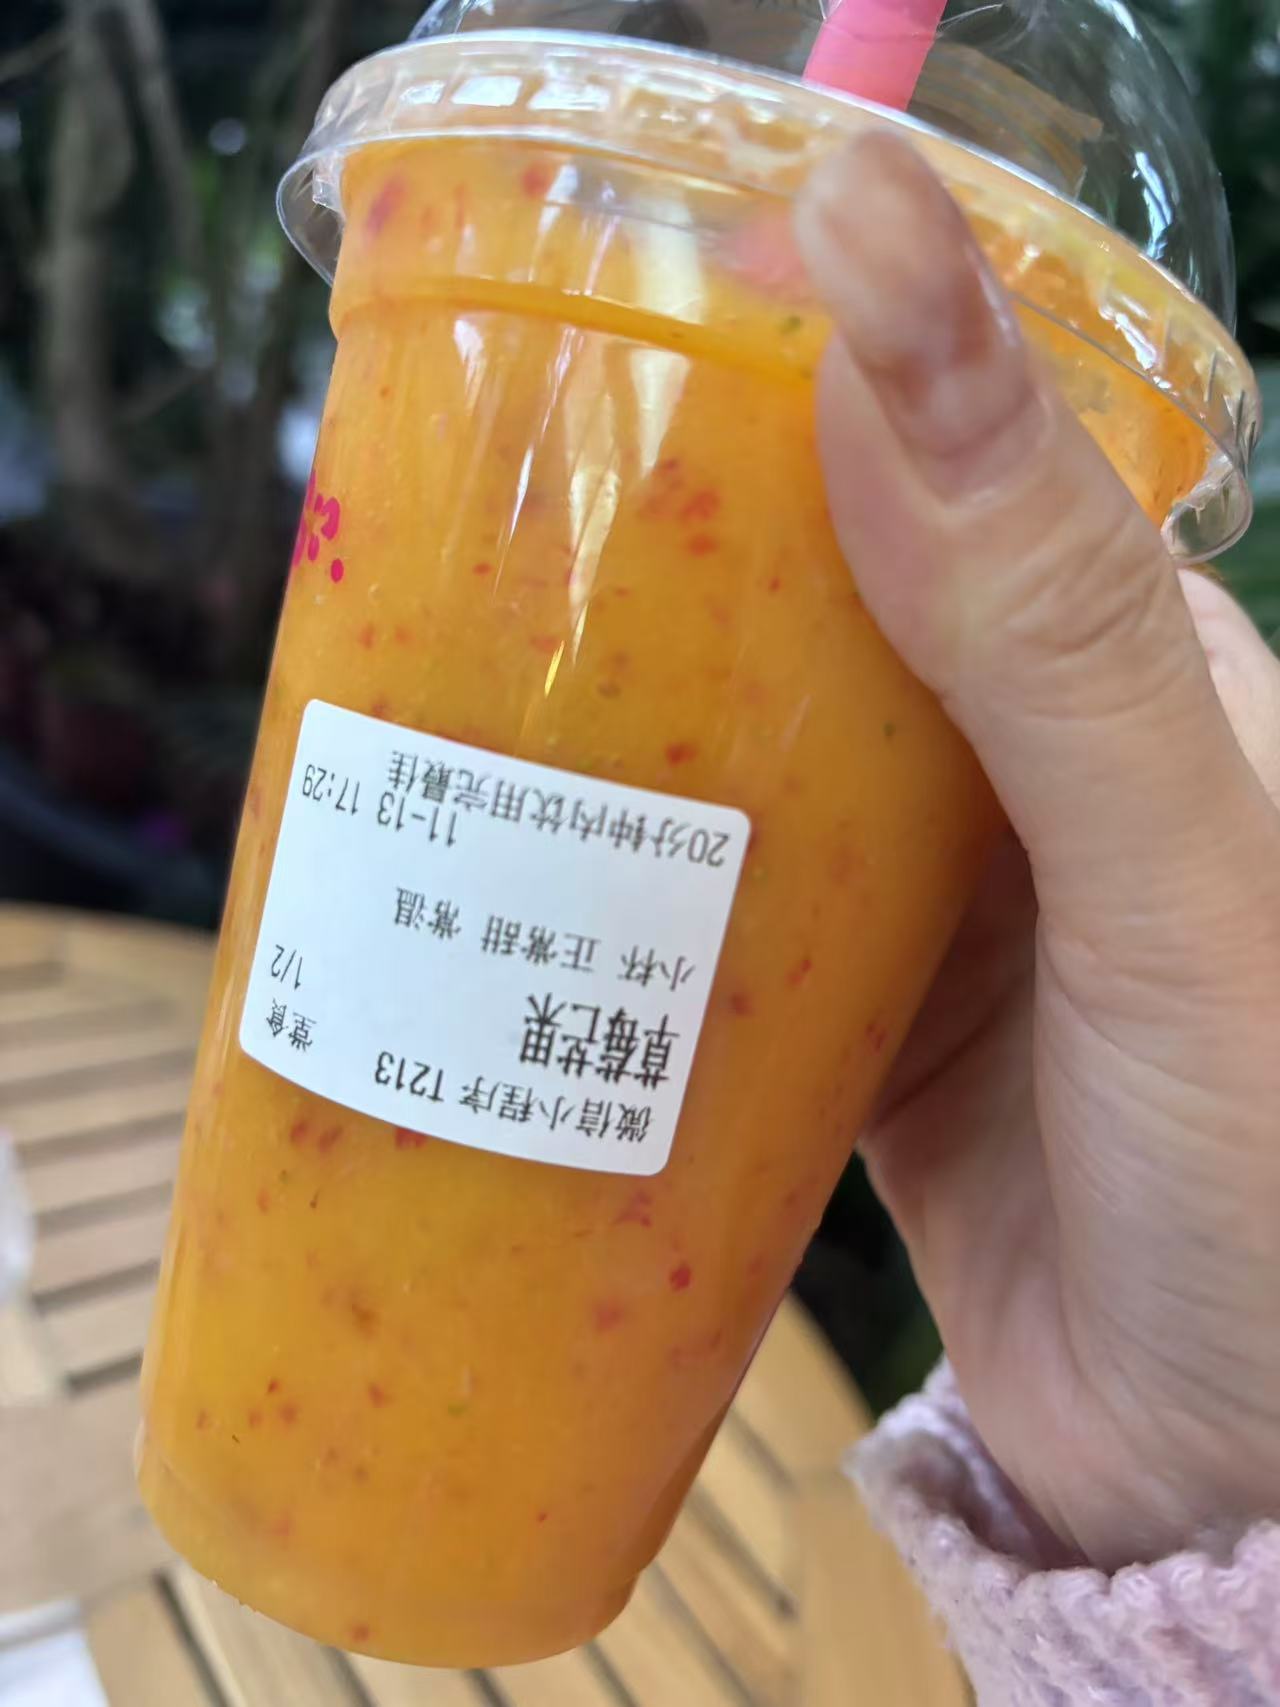 微信小程序 T213 堂食
草莓芒果 1/2
小杯 正常甜 常温
11-13 17:29
20分钟内饮用完最佳